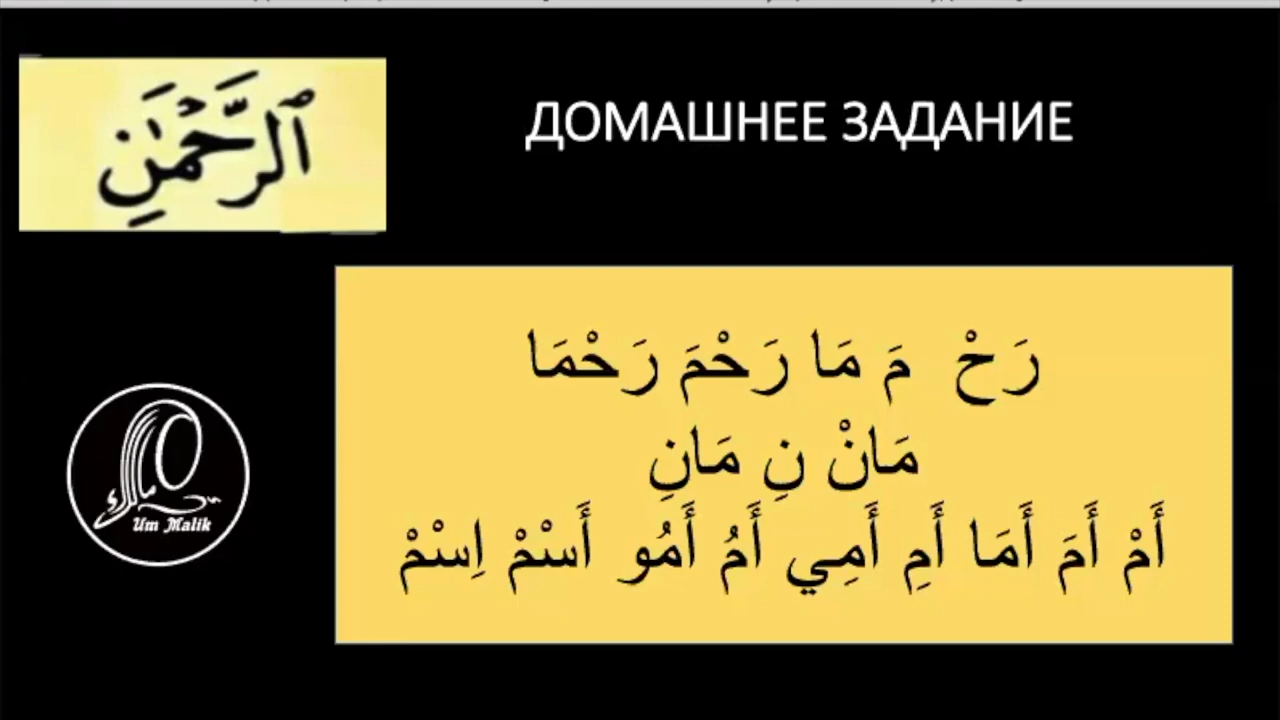 ДОМАШНЕЕ ЗАДАНИЕ
ٱلرَّحْمَٰنِ
رَحْ مَ مَا رَحْمَ رَحْمَا
مَانْ نِ مَانِ
أَمْ أَمَ أَمَا أَمِ أَمِي أَمُ أَمُو أَسْمْ اِسْمْ
Um Malik